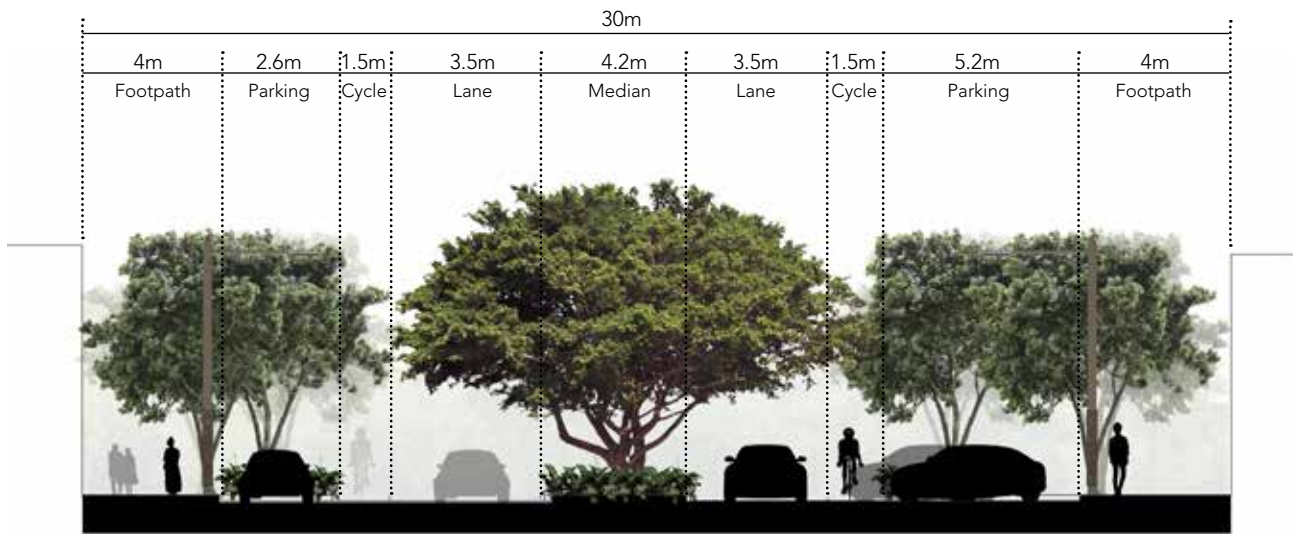 30m
4m 2.6m 1.5m 3.5m 4.2m 3.5m 1.5m 5.2m 4m
Footpath Parking Cycle Lane Median Lane Cycle Parking Footpath